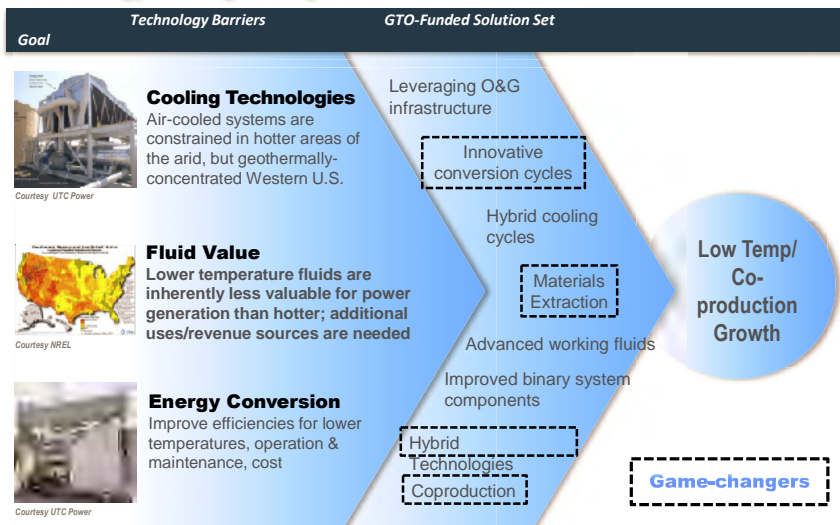 Technology Barriers
GTO-Funded Solution Set
Goal
Cooling Technologies
Air-cooled systems are
constrained in hotter areas of
the arid, but geothermally-
concentrated Western U.S.
Courtesy UTC Power
Fluid Value
Lower temperature fluids are
inherently less valuable for power
generation than hotter; additional
uses/revenue sources are needed
Courtesy NREL
Energy Conversion
Improve efficiencies for lower
temperatures, operation &
maintenance, cost
Courtesy UTC Power
Leveraging O&G
infrastructure
Innovative
conversion cycles
Hybrid cooling
cycles
Materials
Extraction
Advanced working fluids
Improved binary system
components
Hybrid
Technologies
Coproduction
Low Temp/
Co-
production
Growth
Game-changers